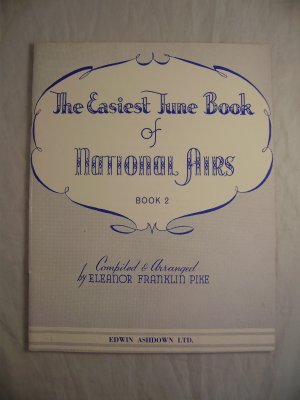 The Easiest Tune Book
of
National Airs
BOOK 2
Compiled & Arranged
by ELEANOR FRANKLIN PIKE
EDWIN ASHDOWN LTD.